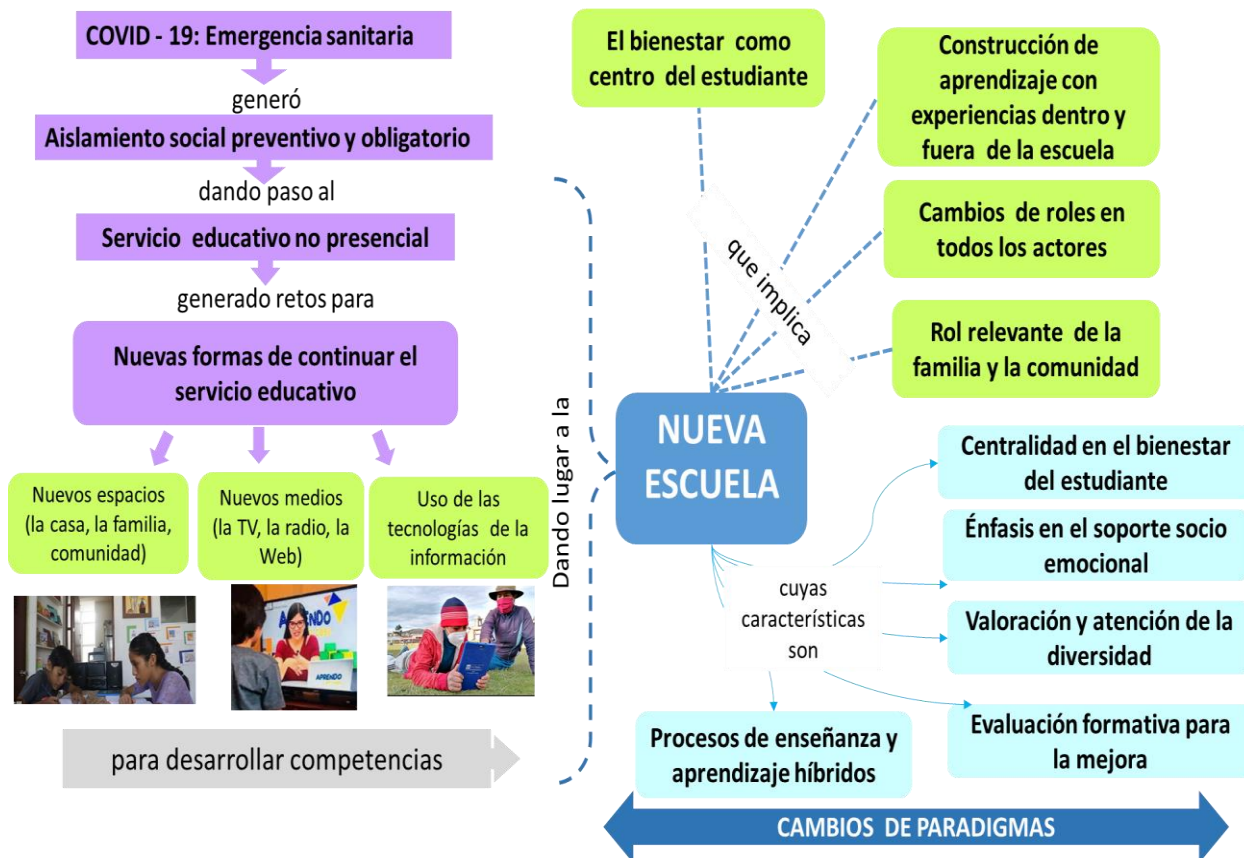 COVID - 19: Emergencia sanitaria
generó
Aislamiento social preventivo y obligatorio
dando paso al
Servicio educativo no presencial
generado retos para
Nuevas formas de continuar el
servicio educativo
Nuevos espacios
(la casa, la familia,
comunidad)
Nuevos medios
(la TV, la radio, la
Web)
Uso de las
tecnologías de la
información
APRENDO
APRENDO
para desarrollar competencias
Dando lugar a la
NUEVA
ESCUELA
que implica
El bienestar como
centro del estudiante
Construcción de
aprendizaje con
experiencias dentro y
fuera de la escuela
Cambios de roles en
todos los actores
Rol relevante de la
familia y la comunidad
cuyas
características
son
Centralidad en el bienestar
del estudiante
Énfasis en el soporte socio
emocional
Valoración y atención de la
diversidad
Evaluación formativa para
la mejora
Procesos de enseñanza y
aprendizaje híbridos
CAMBIOS DE PARADIGMAS